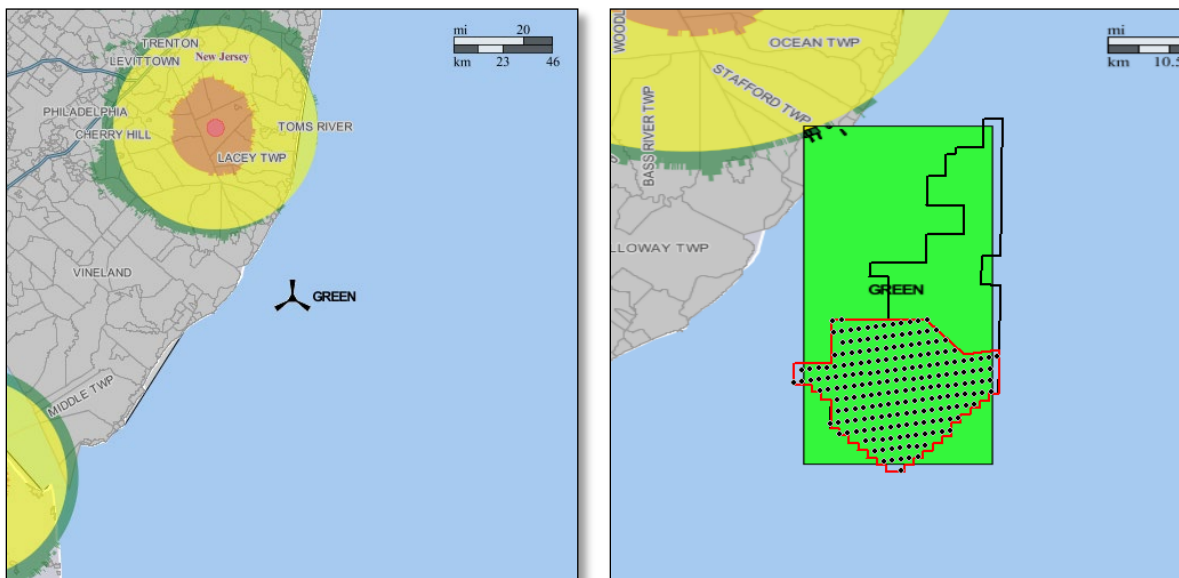 mi 20
km 23 46
TRENTON
LEVITTOWN
New Jersey
PHILADELPHIA
CHERRY HILL
TOMS RIVER
LACEY TWP
VINELAND
GREEN
MIDDLE TWP
mi
km 10.5
OCEAN TWP
STAFFORD TWP
BASS RIVER TWP
LLOWAY TWP
GREEN